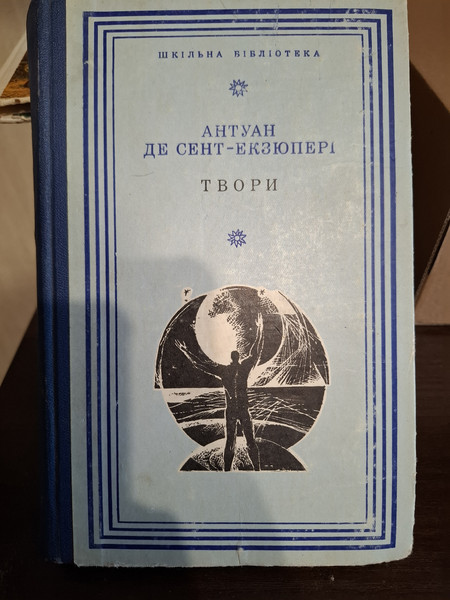 ШКІЛЬНА БІБЛІОТЕКА
АНТУАН
ДЕ СЕНТ-ЕКЗЮПЕРІ
ТВОРИ